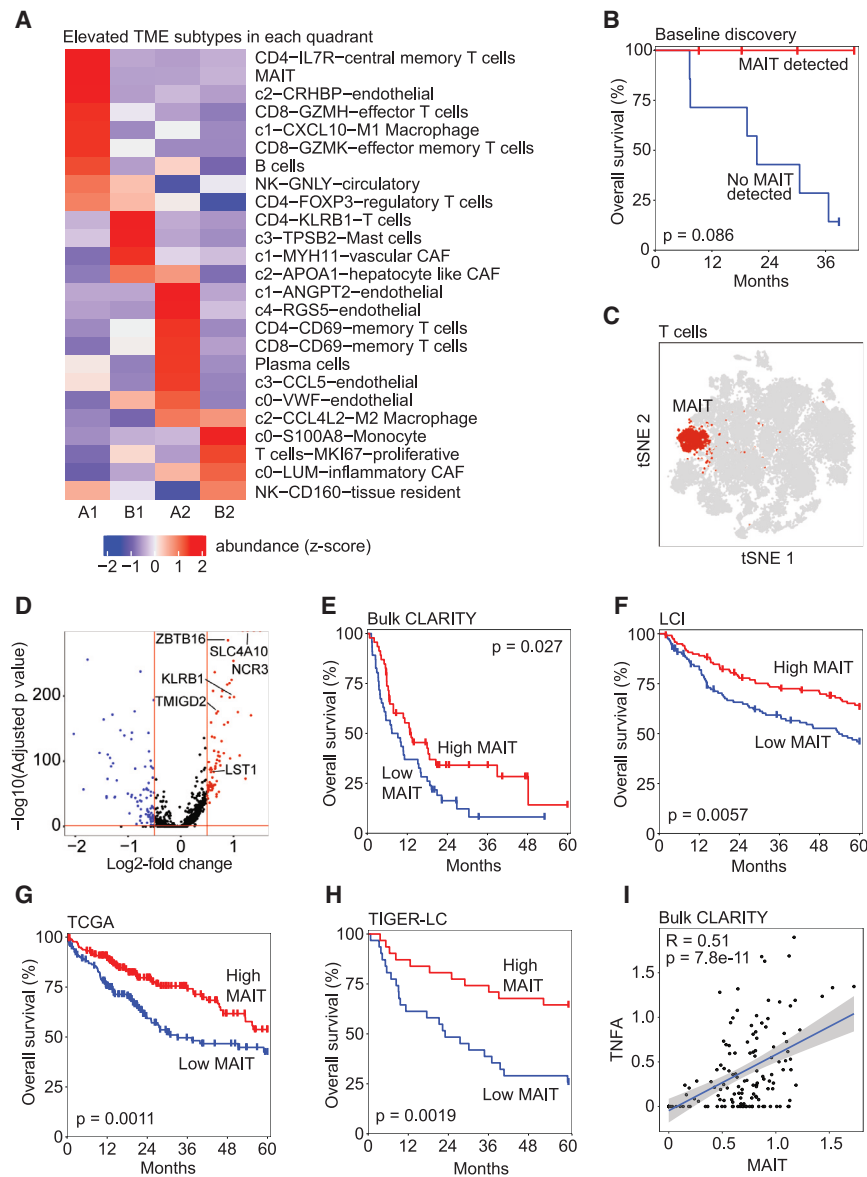 A
Elevated TME subtypes in each quadrant
CD4−IL7R−central memory T cells
MAIT
c2−CRHBP−endothelial
CD8−GZMH−effector T cells
c1−CXCL10−M1 Macrophage
CD8−GZMK−effector memory T cells
B cells
NK−GNLY−circulatory
CD4−FOXP3−regulatory T cells
CD4−KLRB1−T cells
c3−TPSB2−Mast cells
c1−MYH11−vascular CAF
c2−APOA1−hepatocyte like CAF
c1−ANGPT2−endothelial
c4−RGS5−endothelial
CD4−CD69−memory T cells
CD8−CD69−memory T cells
Plasma cells
c3−CCL5−endothelial
c0−VWF−endothelial
c2−CCL4L2−M2 Macrophage
c0−S100A8−Monocyte
T cells−MKI67−proliferative
c0−LUM−inflammatory CAF
NK−CD160−tissue resident
A1 B1 A2 B2
abundance (z−score)
−2 −1 0 1 2
B
Baseline discovery
Overall survival (%)
100
75
50
25
0
MAIT detected
No MAIT
detected
p = 0.086
0 12 24 36
Months
C
T cells
MAIT
tSNE 2
tSNE 1
D
−log10(Adjusted p value)
200
100
0
ZBTB16
SLC4A10
NCR3
KLRB1
TMIGD2
LST1
−2 −1 0 1
Log2-fold change
E
Bulk CLARITY
Overall survival (%)
100
75
50
25
0
p = 0.027
High MAIT
Low
MAIT
0 12 24 36 48 60
Months
F
LCI
Overall survival (%)
100
75
50
25
0
High MAIT
Low MAIT
p = 0.0057
0 12 24 36 48 60
Months
G
TCGA
Overall survival (%)
100
75
50
25
0
High
MAIT
Low MAIT
p = 0.0011
0 12 24 36 48 60
Months
H
TIGER-LC
Overall survival (%)
100
75
50
25
0
High
MAIT
Low MAIT
p = 0.0019
0 12 24 36 48 60
Months
I
Bulk CLARITY
R = 0.51
p = 7.8e-11
TNFA
1.5
1.0
0.5
0
0 0.5 1.0 1.5
MAIT